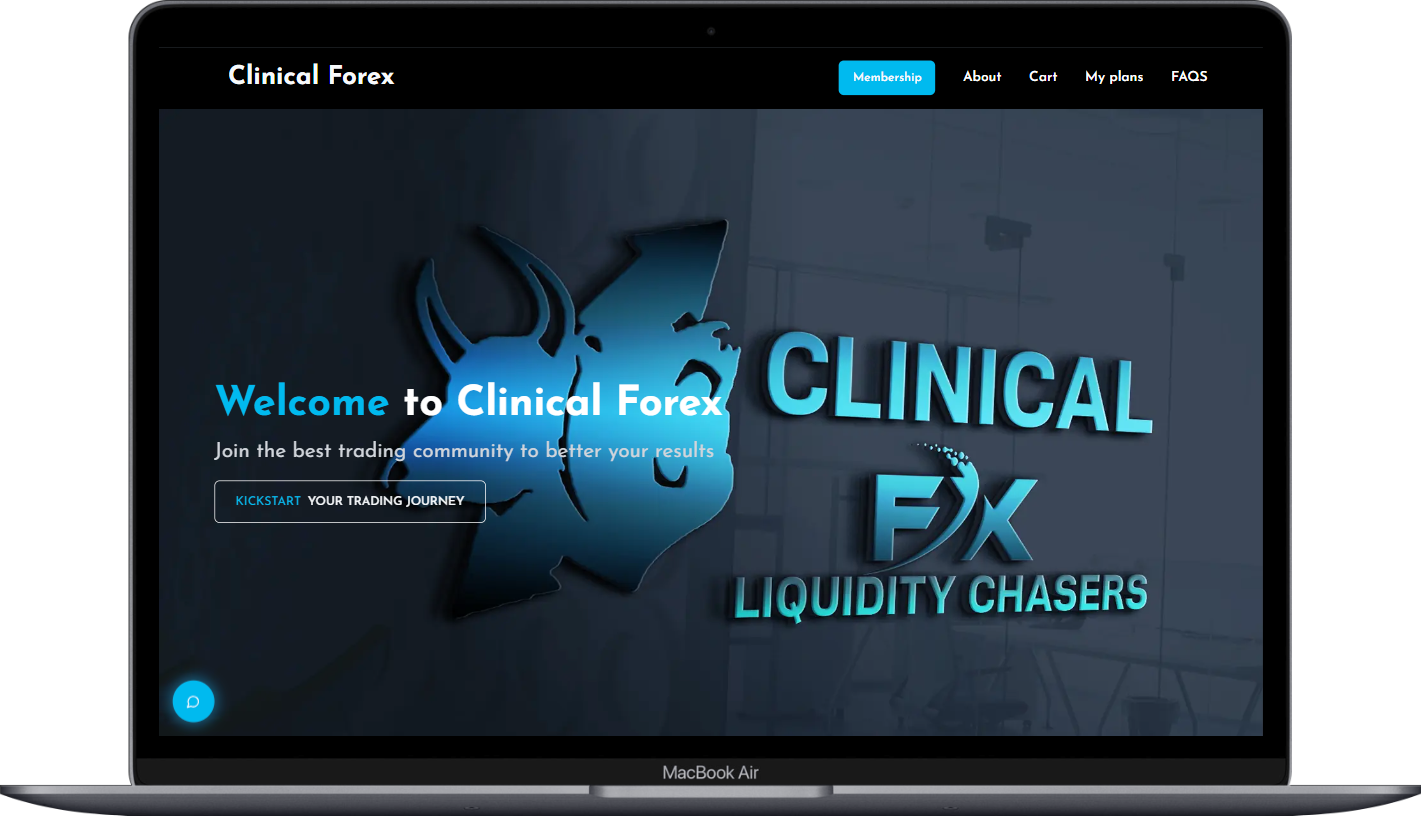 Clinical Forex
Membership About Cart My plans FAQS
CLINICAL
FX
LIQUIDITY CHASERS
Welcome to Clinical Forex
Join the best trading community to better your results
KICKSTART YOUR TRADING JOURNEY
MacBook Air